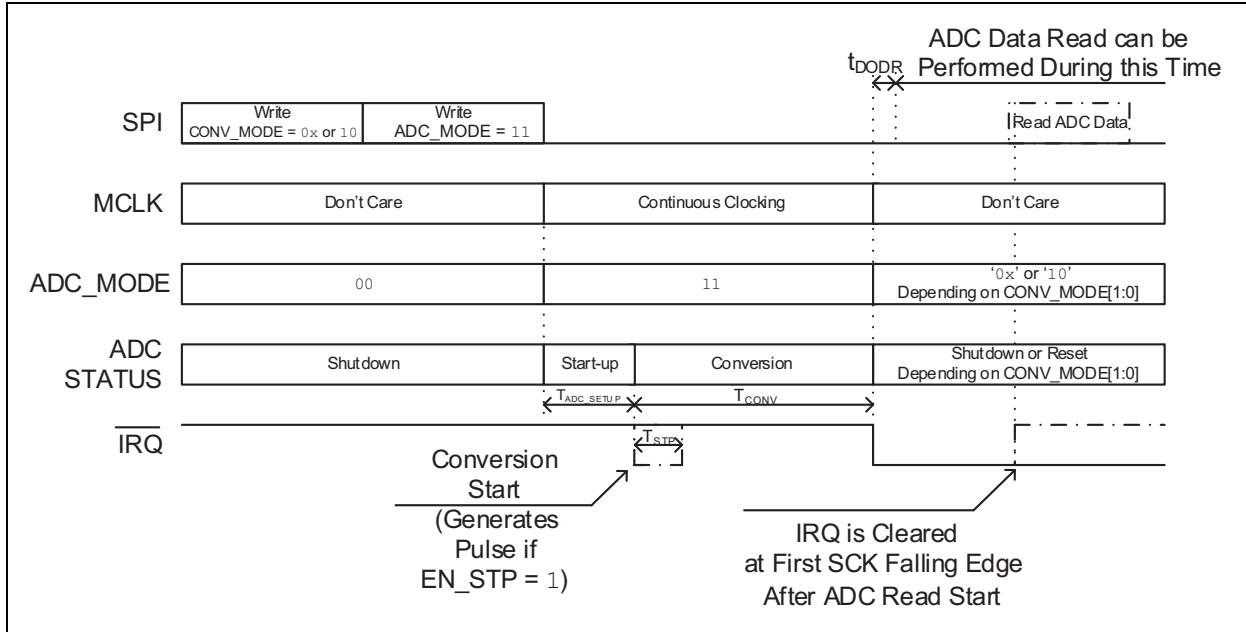 ADC Data Read can be
tDODR Performed During this Time
SPI
Write
CONV_MODE = 0x or 10
Write
ADC_MODE = 11
Read ADC Data
MCLK
Don't Care
Continuous Clocking
Don't Care
ADC_MODE
00
11
'0x' or '10'
Depending on CONV_MODE[1:0]
ADC
STATUS
Shutdown
Start-up
Conversion
Shutdown or Reset
Depending on CONV_MODE[1:0]
TADC_SETUP
TCONV
IRQ
TSTP
Conversion
Start
(Generates
Pulse if
EN_STP = 1)
IRQ is Cleared
at First SCK Falling Edge
After ADC Read Start